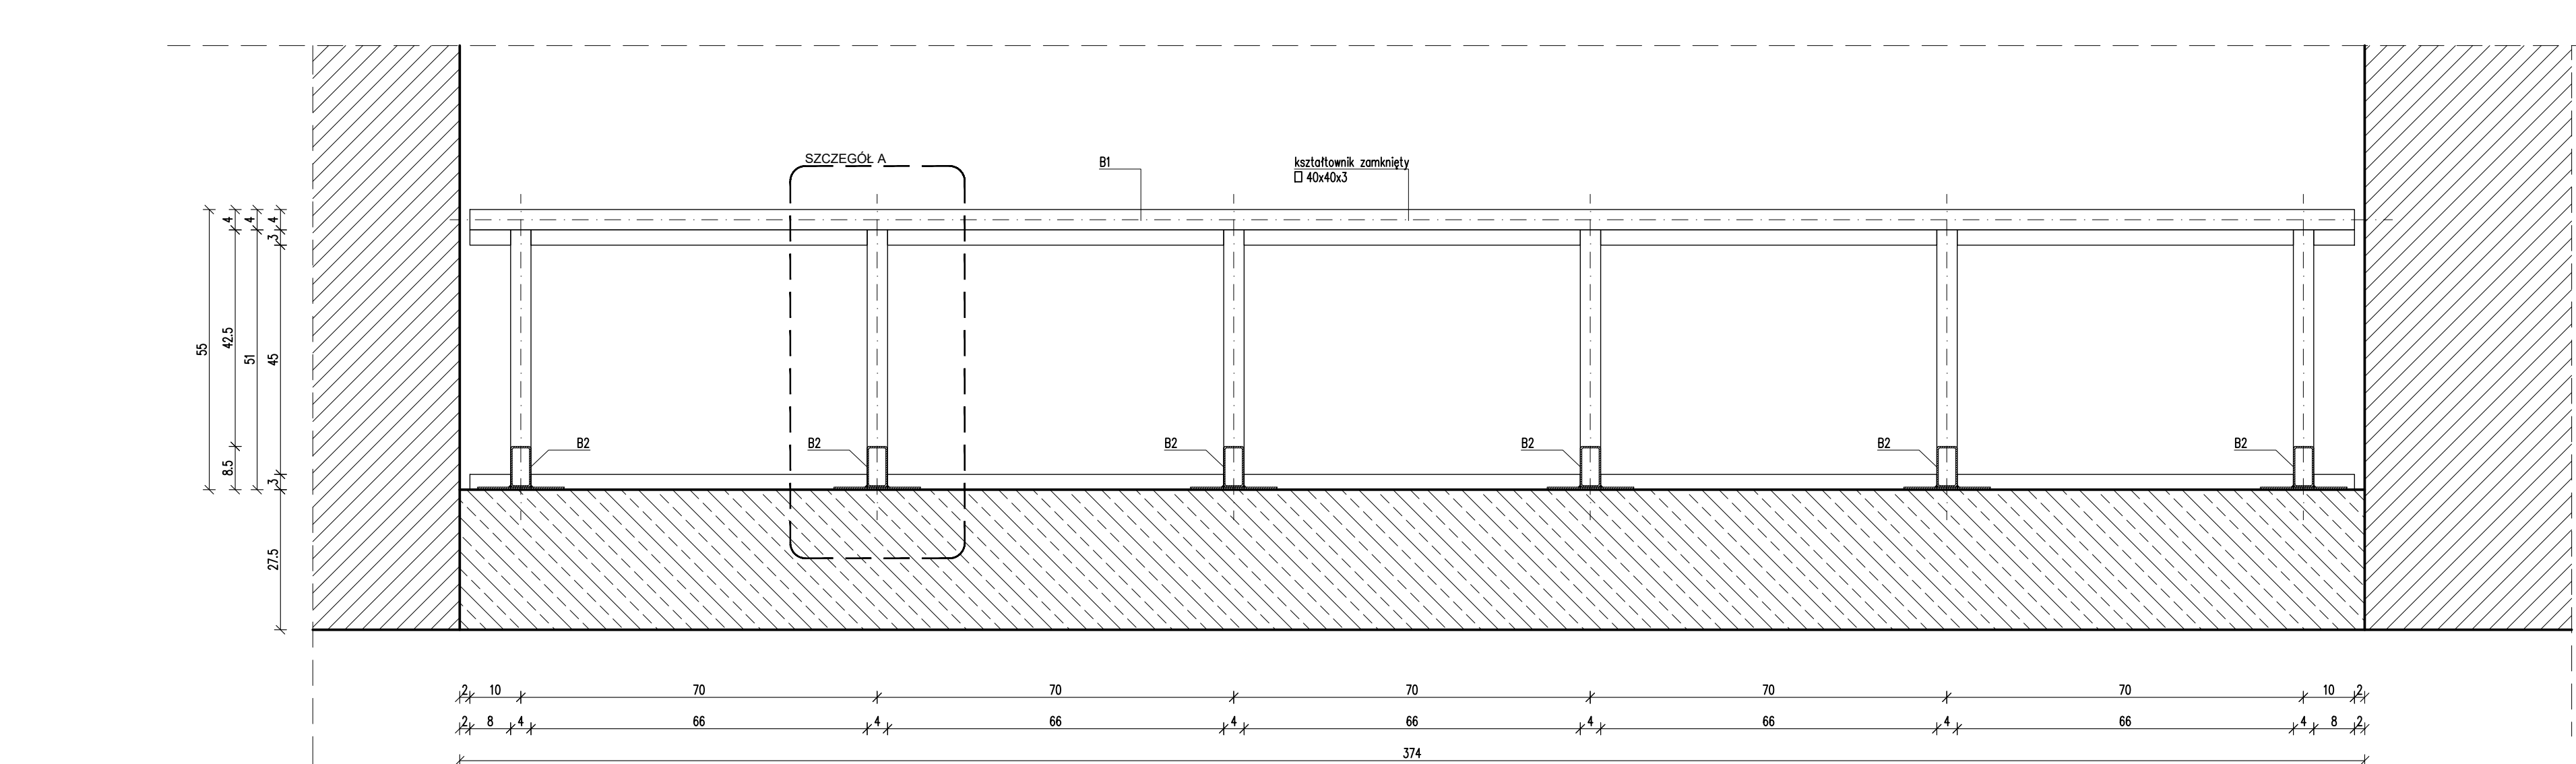 SZCZEGÓŁ A
B1
kształtownik zamknięty
40x40x3
4 4 4
3
55 42.5 51 45
B2 B2 B2 B2 B2 B2
8.5 3
27.5
2 10 70 70 70 70 70 10 2
2 8 4 66 4 66 4 66 4 66 4 66 4 8 2
374